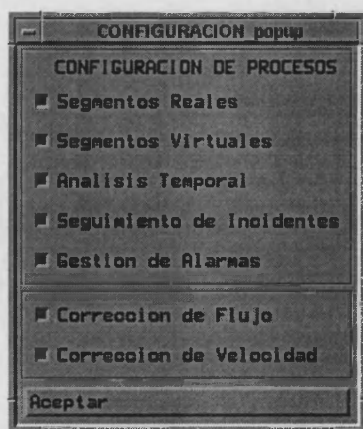 CONFIGURACION popup
CONFIGURACION DE PROCESOS
Segmentos Reales
Segmentos Virtuales
Analisis Temporal
Seguimiento de Incidentes
Gestion de Alarmas
Correccion de Flujo
Correccion de Velocidad
Aceptar